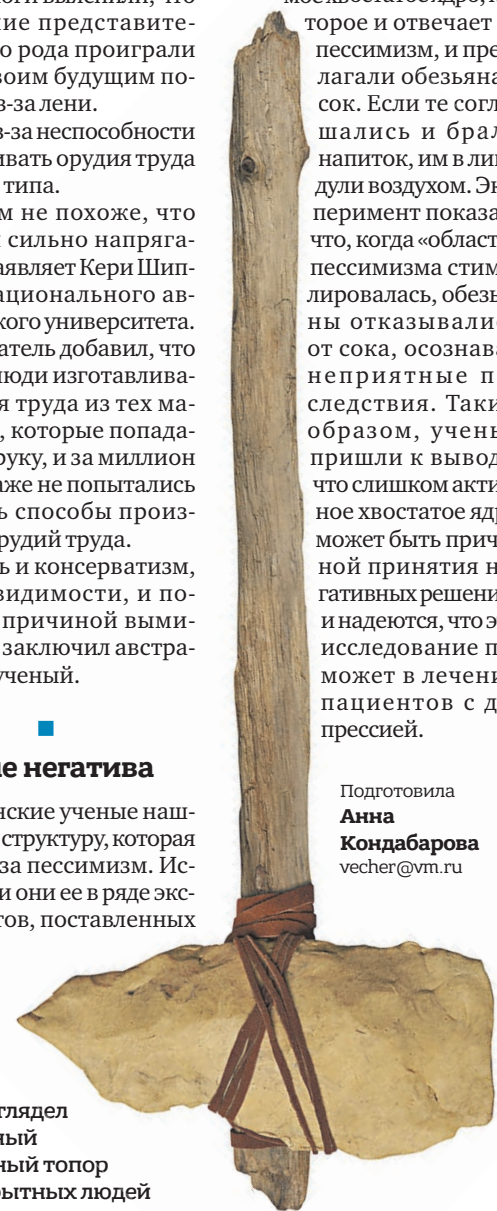 ние представите-
о рода проиграли
воим будущим по-
з-за лени.
з-за неспособности
ивать орудия труда
типа.
м не похоже, что
сильно напряга-
аявляет Кери Шип-
ационального ав-
кого университета.
атель добавил, что
люди изготавлива-
я труда из тех ма-
, которые попада-
руку, и за миллион
аже не попытались
ь способы произ-
рудий труда.
ь и консерватизм,
видимости, и по-
причиной выми-
заключил австра-
ученый.
е негатива
нские ученые наш-
структуру, которая
за пессимизм. Ис-
и они ее в ряде экс-
тов, поставленных
торое и отвечает
пессимизм, и пре
лагали обезьяна
сок. Если те согл
шались и брал
напиток, им в ли
дули воздухом. Эк
перимент показа
что, когда «област
пессимизма стим
лировалась, обезь
ны отказывали
от сока, осознава
неприятные п
следствия. Таки
образом, учены
пришли к вывод
что слишком акти
ное хвостатое ядр
может быть прич
ной принятия н
гативных решени
и надеются, что э
исследование п
может в лечени
пациентов с д
прессией.
Подготовила
Анна
Кондабарова
vecher@vm.ru
глядел
ный
ный топор
бытных людей